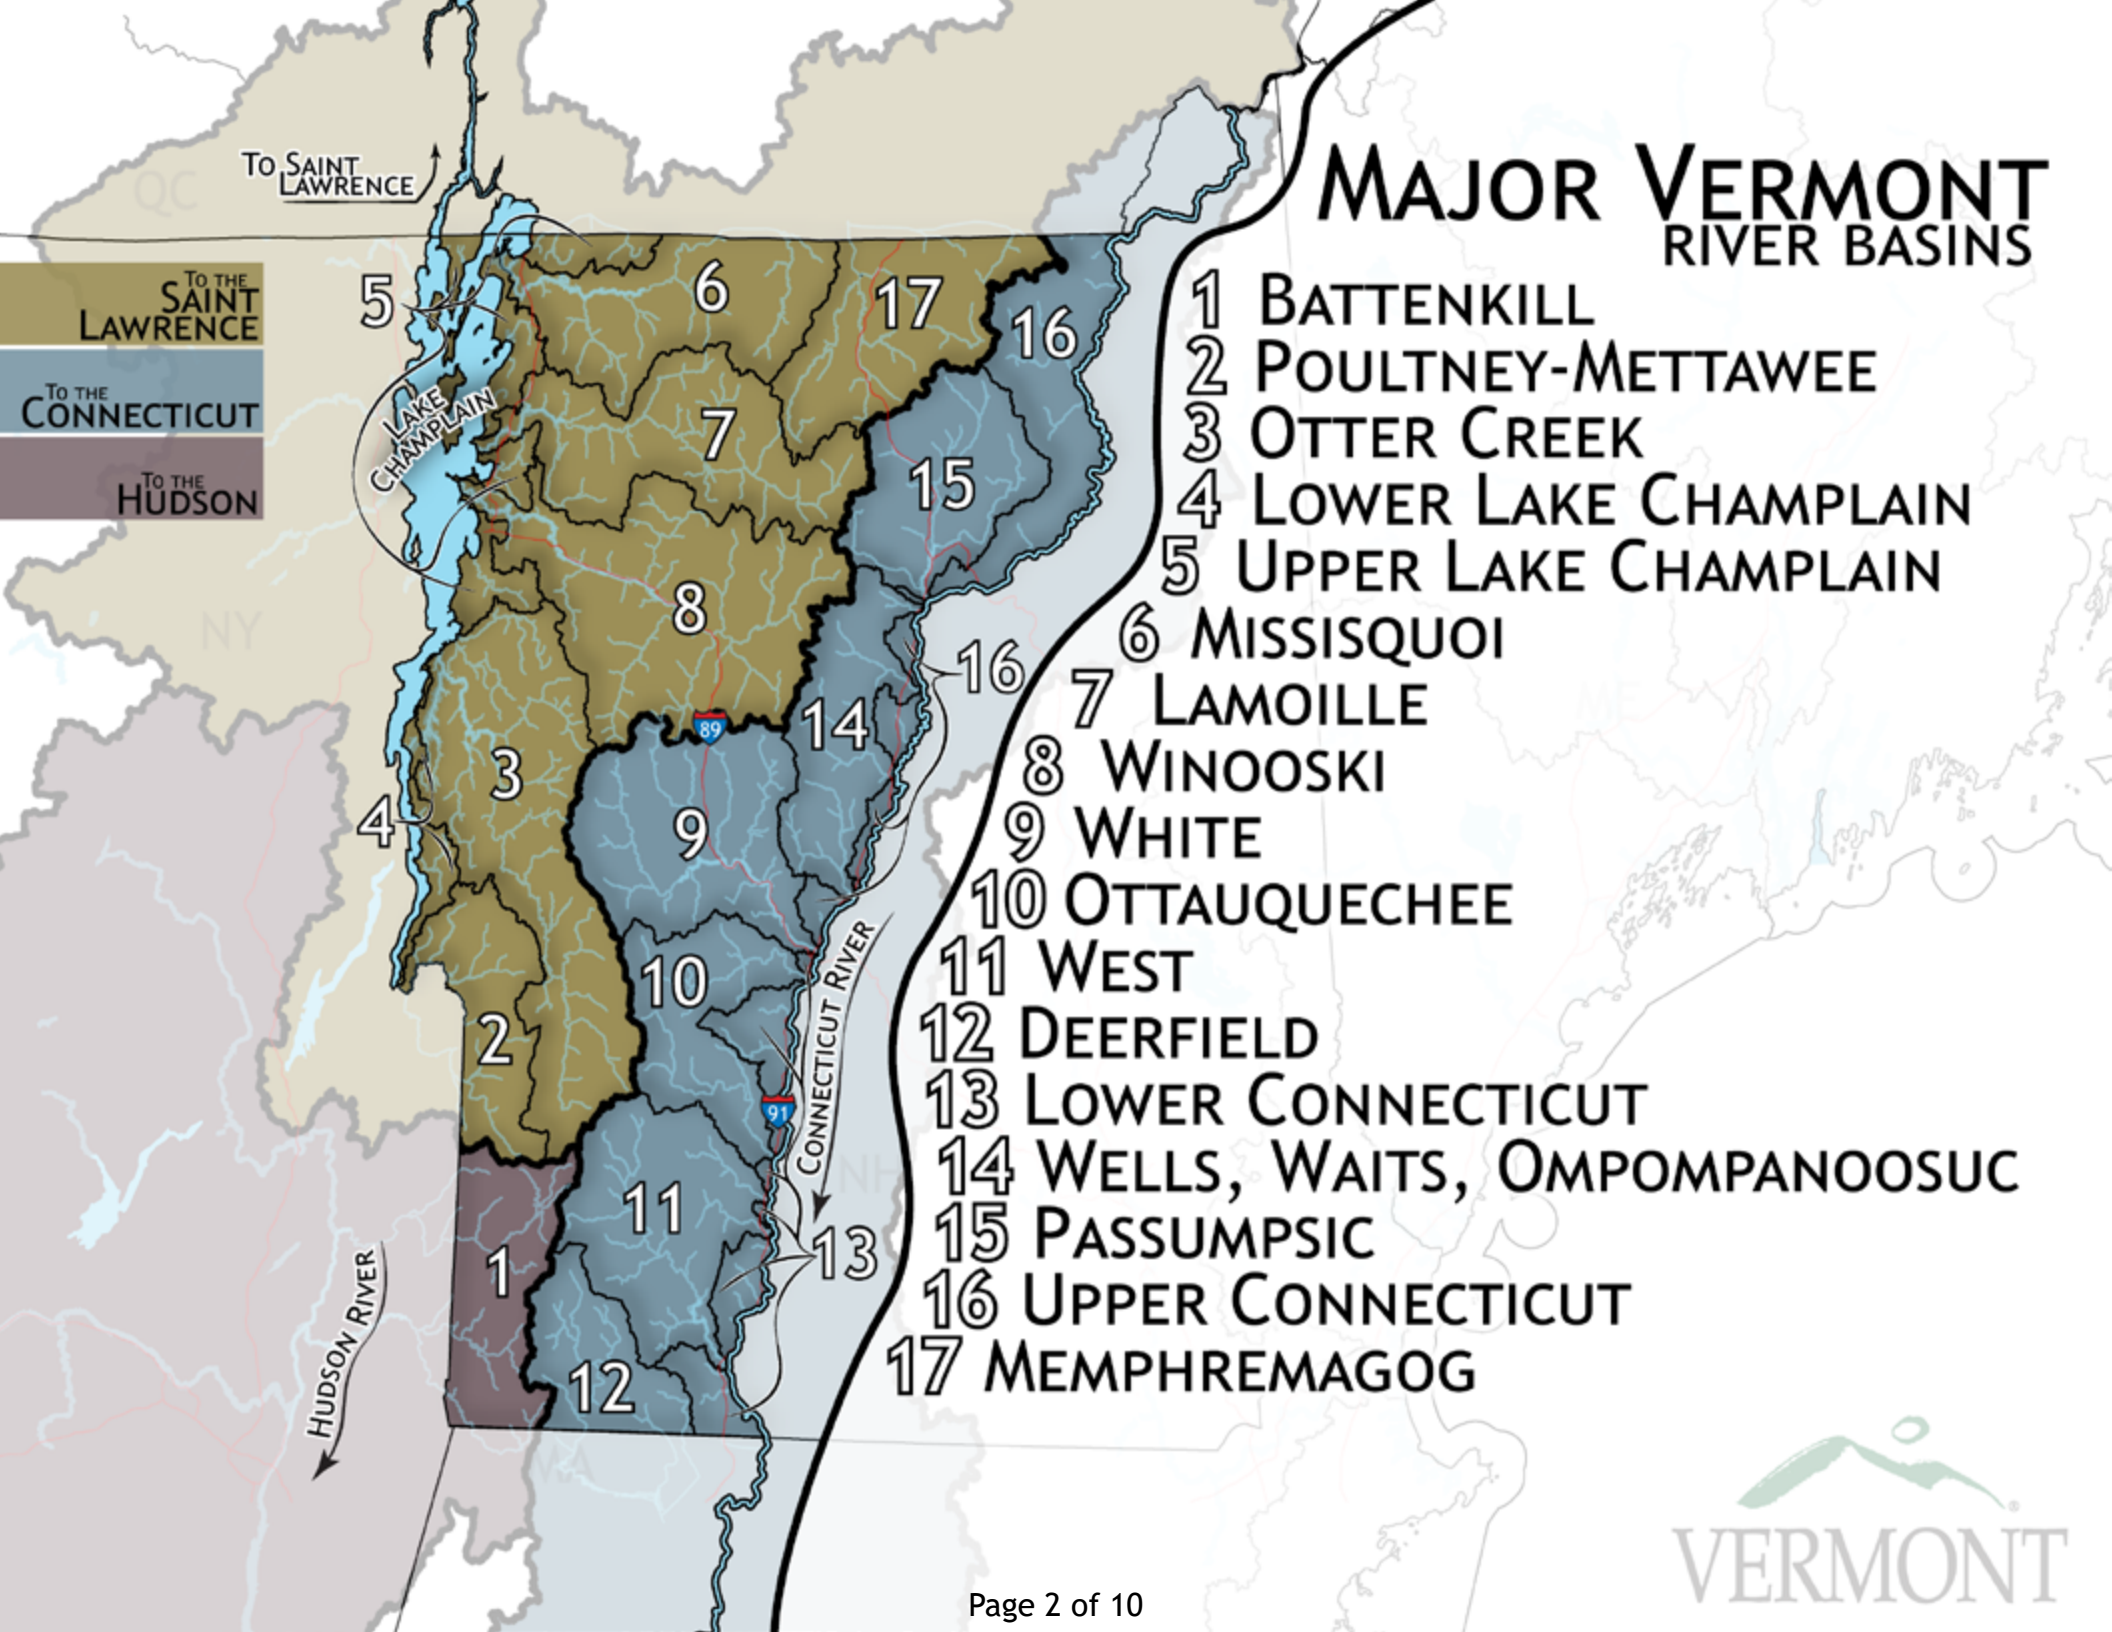 QC
TO SAINT
LAWRENCE
TO THE
SAINT
LAWRENCE
TO THE
CONNECTICUT
TO THE
HUDSON
NY
ME
NH
MA
LAKE
CHAMPLAIN
5
6
17
16
7
15
8
16
14
3
9
4
10
2
11
13
1
12
89
91
CONNECTICUT RIVER
HUDSON RIVER
MAJOR VERMONT
RIVER BASINS
1 BATTENKILL
2 POULTNEY-METTAWEE
3 OTTER CREEK
4 LOWER LAKE CHAMPLAIN
5 UPPER LAKE CHAMPLAIN
6 MISSISQUOI
7 LAMOILLE
8 WINOOSKI
9 WHITE
10 OTTAUQUECHEE
11 WEST
12 DEERFIELD
13 LOWER CONNECTICUT
14 WELLS, WAITS, OMPOMPANOOSUC
15 PASSUMPSIC
16 UPPER CONNECTICUT
17 MEMPHREMAGOG
®
VERMONT
Page 2 of 10